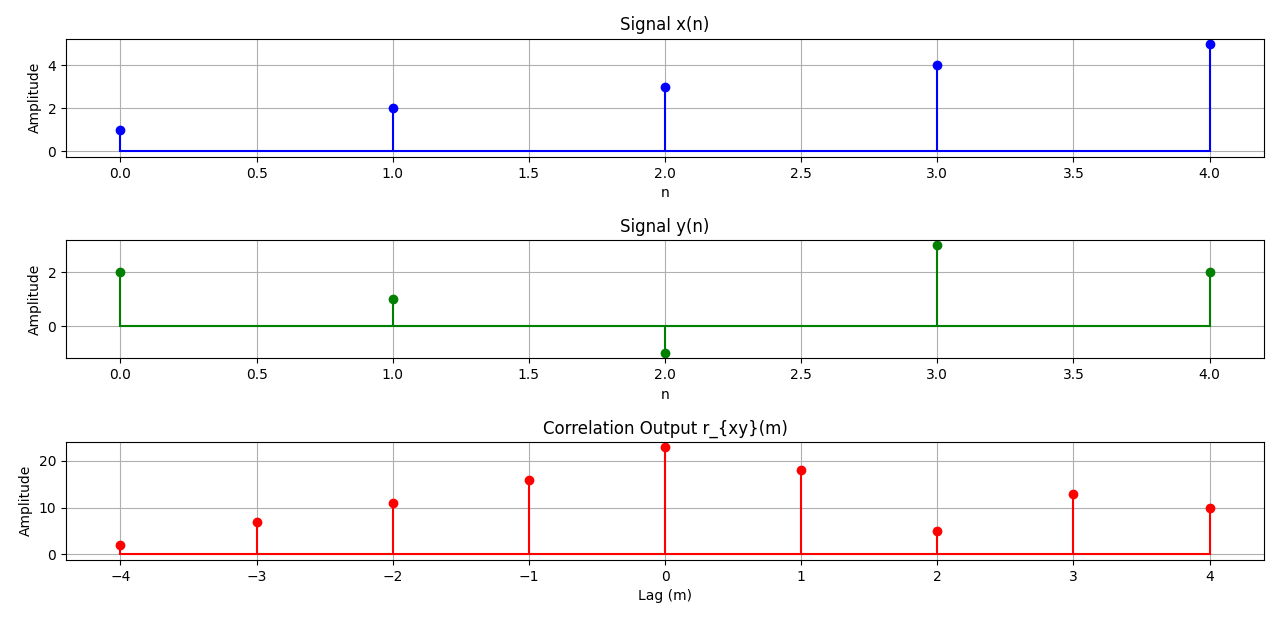 Signal x(n)
Amplitude
4
2
0
0.0 0.5 1.0 1.5 2.0 2.5 3.0 3.5 4.0
n
Signal y(n)
Amplitude
2
0
0.0 0.5 1.0 1.5 2.0 2.5 3.0 3.5 4.0
n
Correlation Output r_{xy}(m)
Amplitude
20
10
0
−4 −3 −2 −1 0 1 2 3 4
Lag (m)